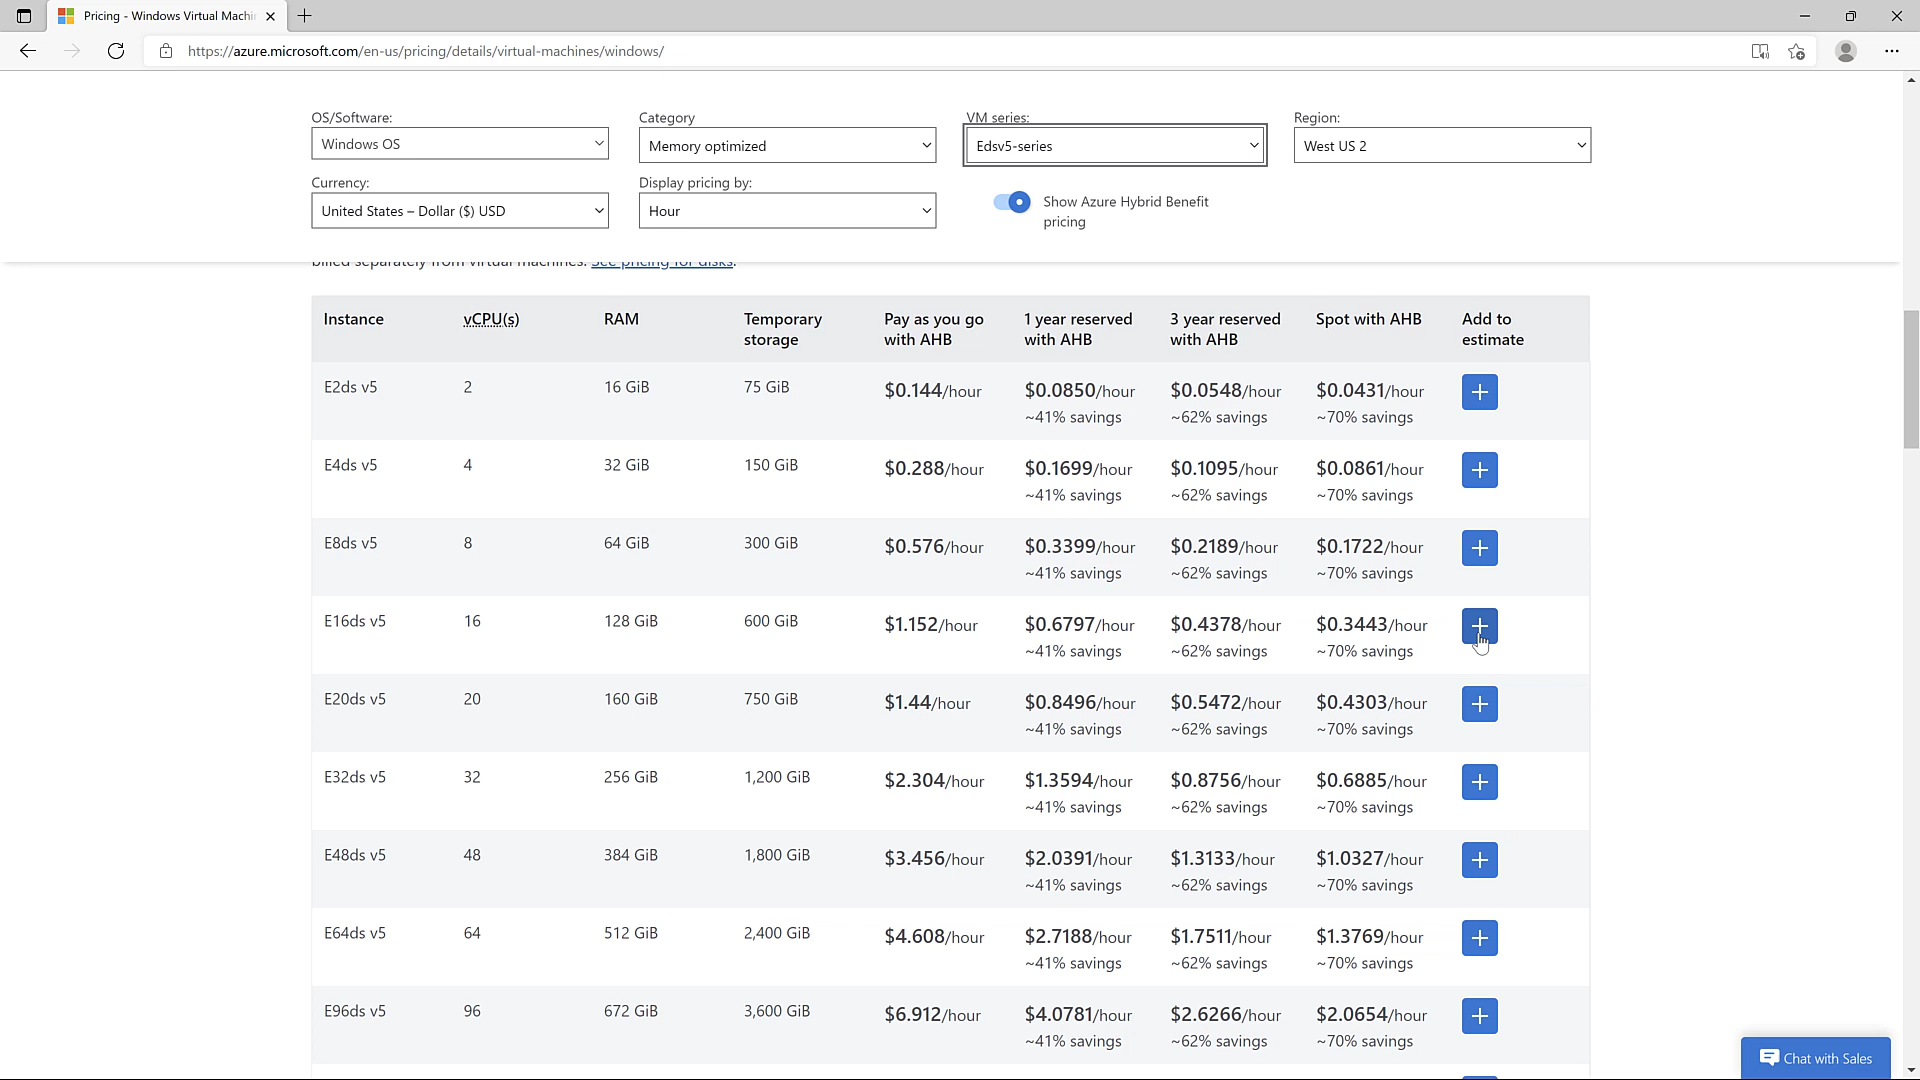 Pricing - Windows Virtual Machi
https://azure.microsoft.com/en-us/pricing/details/virtual-machines/windows/
OS/Software:
Category
VM series:
Region:
Windows OS
Memory optimized
Edsv5-series
West US 2
Currency:
Display pricing by:
United States – Dollar ($) USD
Hour
Show Azure Hybrid Benefit
pricing
billed separately from virtual machines. See pricing for disks.
Instance vCPU(s) RAM Temporary storage Pay as you go with AHB 1 year reserved with AHB 3 year reserved with AHB Spot with AHB Add to estimate
E2ds v5 2 16 GiB 75 GiB $0.144/hour $0.0850/hour $0.0548/hour $0.0431/hour
~41% savings ~62% savings ~70% savings
E4ds v5 4 32 GiB 150 GiB $0.288/hour $0.1699/hour $0.1095/hour $0.0861/hour
~41% savings ~62% savings ~70% savings
E8ds v5 8 64 GiB 300 GiB $0.576/hour $0.3399/hour $0.2189/hour $0.1722/hour
~41% savings ~62% savings ~70% savings
E16ds v5 16 128 GiB 600 GiB $1.152/hour $0.6797/hour $0.4378/hour $0.3443/hour
~41% savings ~62% savings ~70% savings
E20ds v5 20 160 GiB 750 GiB $1.44/hour $0.8496/hour $0.5472/hour $0.4303/hour
~41% savings ~62% savings ~70% savings
E32ds v5 32 256 GiB 1,200 GiB $2.304/hour $1.3594/hour $0.8756/hour $0.6885/hour
~41% savings ~62% savings ~70% savings
E48ds v5 48 384 GiB 1,800 GiB $3.456/hour $2.0391/hour $1.3133/hour $1.0327/hour
~41% savings ~62% savings ~70% savings
E64ds v5 64 512 GiB 2,400 GiB $4.608/hour $2.7188/hour $1.7511/hour $1.3769/hour
~41% savings ~62% savings ~70% savings
E96ds v5 96 672 GiB 3,600 GiB $6.912/hour $4.0781/hour $2.6266/hour $2.0654/hour
~41% savings ~62% savings ~70% savings
Chat with Sales